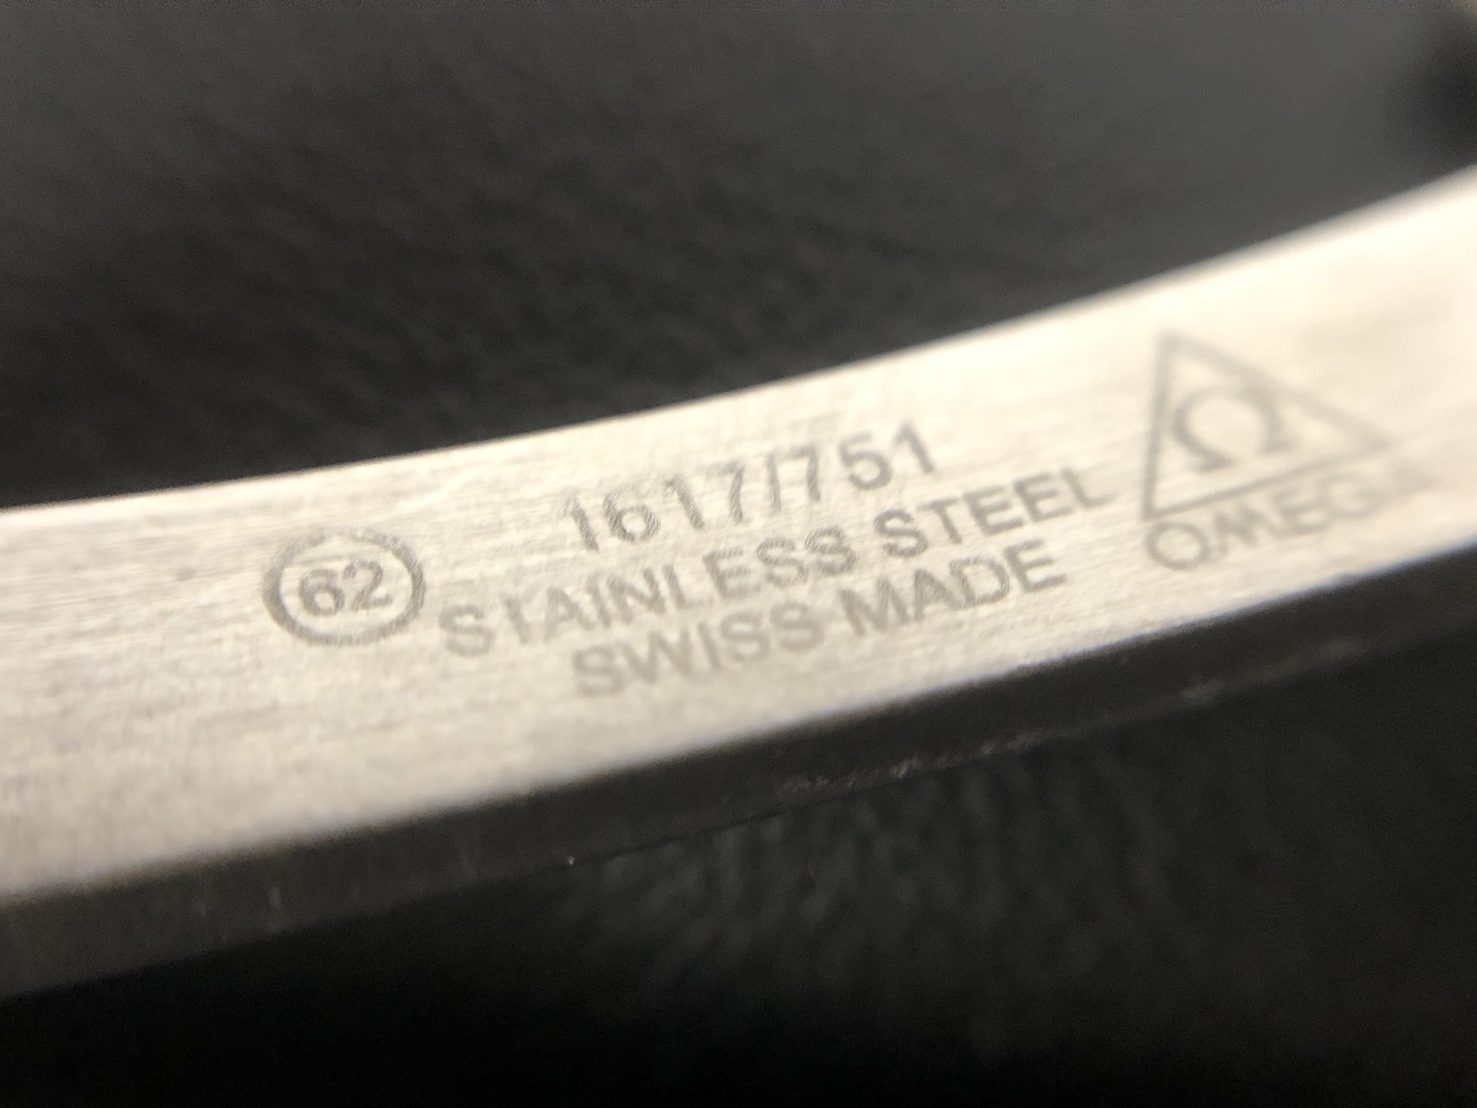 62
1617/751
STAINLESS STEEL
SWISS MADE
Ω
OMEGA